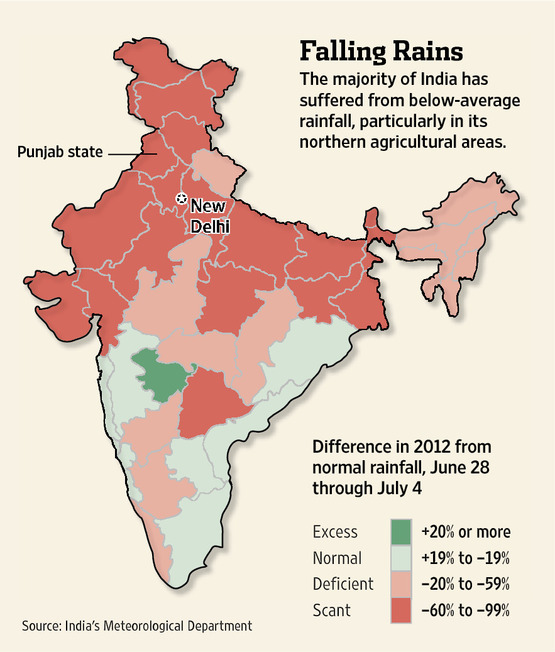 Falling Rains
The majority of India has
suffered from below-average
rainfall, particularly in its
northern agricultural areas.
Punjab state
New
Delhi
Difference in 2012 from
normal rainfall, June 28
through July 4
Excess +20% or more
Normal +19% to –19%
Deficient –20% to –59%
Scant –60% to –99%
Source: India's Meteorological Department